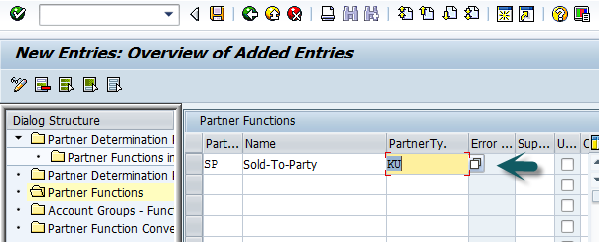 New Entries: Overview of Added Entries
Dialog Structure
Partner Determination
Partner Functions in
Partner Determination
Partner Functions
Account Groups - Func
Partner Function Conve
Partner Functions
Part... Name PartnerTy. Error ... Sup... U... C
SP Sold-To-Party KU